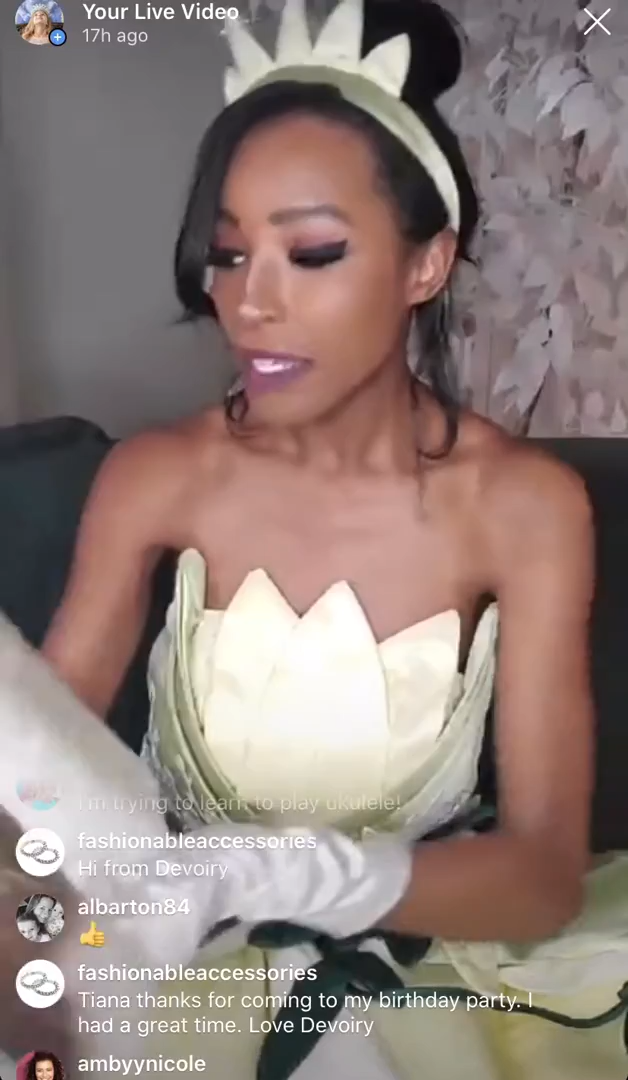 Your Live Video
17h ago
I'm trying to learn to play ukulele!
fashionableaccessories
Hi from Devoiry
albarton84
👍
fashionableaccessories
Tiana thanks for coming to my birthday party. I
had a great time. Love Devoiry
ambyynicole